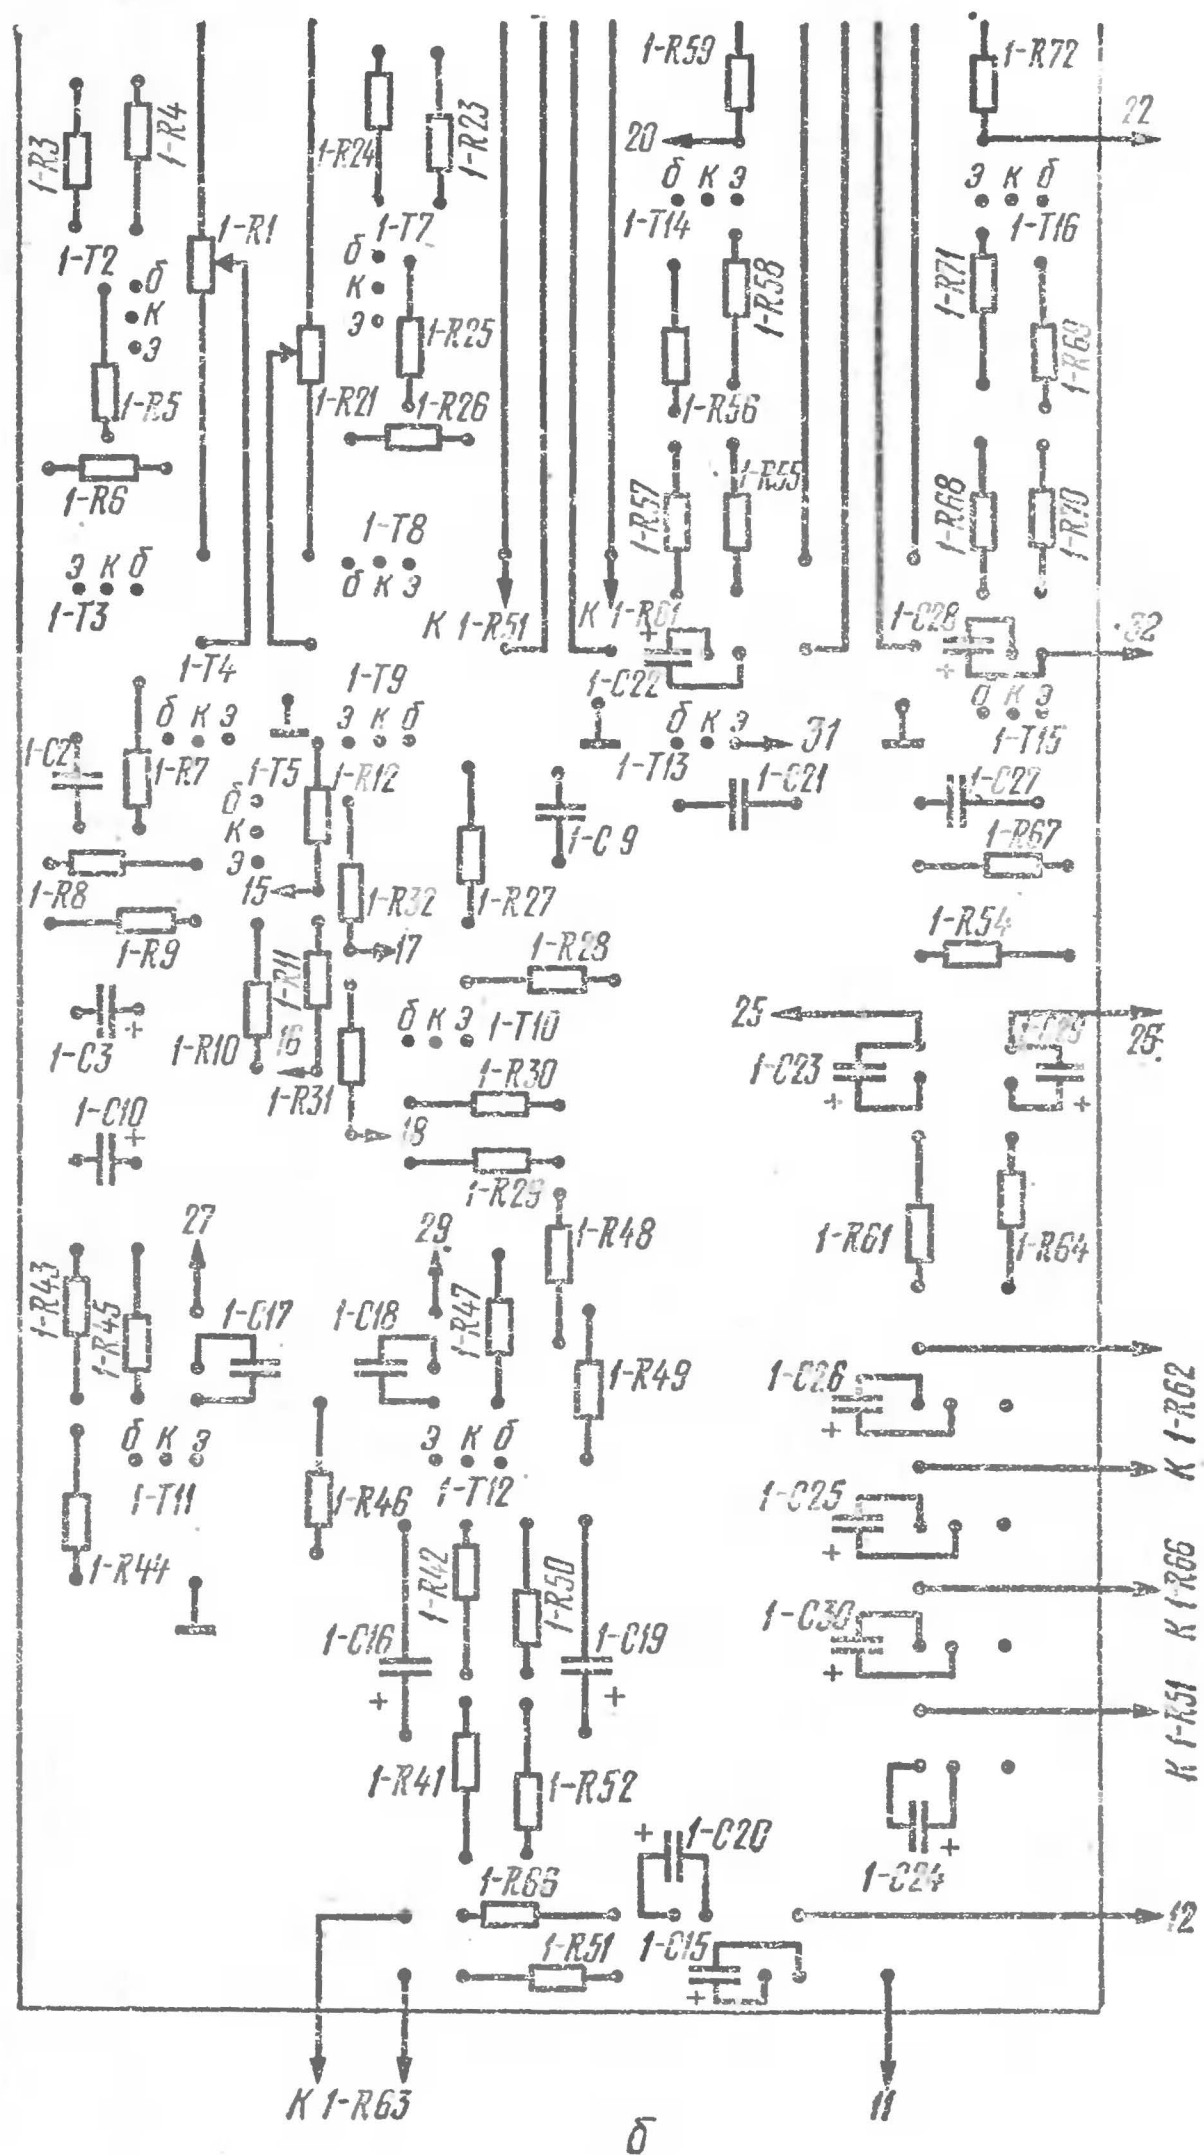 1-R59
1-R72
1-R3
1-R4
1-R24
1-R23
20
22
б к э
э к б
1-T14
1-T16
1-R1
1-T7
1-T2
б
к
э
б
к
э
1-R58
1-R71
1-R69
1-R25
1-R5
1-R21
1-R26
1-R56
1-R6
1-R57
1-R55
1-R68
1-R70
1-T8
э к б
б к э
1-T3
К 1-R51
К 1-R61
1-C28
32
+
+
1-T4
1-T9
1-C22
б к э
э к б
б к э
б к э
31
1-C2
1-R7
1-T5
1-R12
1-T13
1-T15
1-C21
1-C27
б
к
э
1-C9
1-R67
15
1-R8
1-R32
1-R27
1-R54
1-R9
17
1-R28
1-R11
25
26
+
б к э
1-T10
1-C3
1-R10
16
1-C23
1-C29
1-R30
+
+
1-R31
1-C10
+
18
1-R29
27
29
1-R48
1-R61
1-R64
1-R43
1-R45
1-C17
1-C18
1-R47
1-R49
1-C26
+
К 1-R62
б к э
э к б
1-T11
1-R46
1-T12
1-C25
+
1-R44
1-R42
1-R50
К 1-R66
1-C30
1-C16
1-C19
+
+
+
К 1-R51
1-R41
1-R52
+
1-C20
+
1-C24
1-R66
12
1-R51
1-C15
+
К 1-R63
11
б